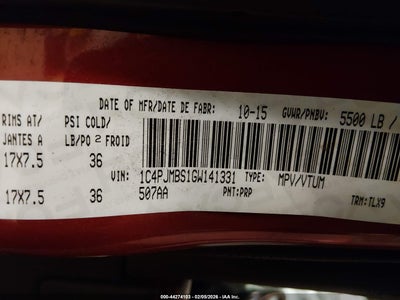 DATE OF MFR/DATE DE FABR: 10-15 GVWR/PNBV: 5500 LB /
RIMS AT/ PSI COLD/
JANTES A LB/PO 2 FROID
17X7.5 36
VIN: 1C4PJMBS1GW141331 TYPE: MPV/VTUM
507AA PNT:PRP TRM:TLX9
17X7.5 36
ID: 44274103 - 02/05/2026 - IAA Inc. Copyright